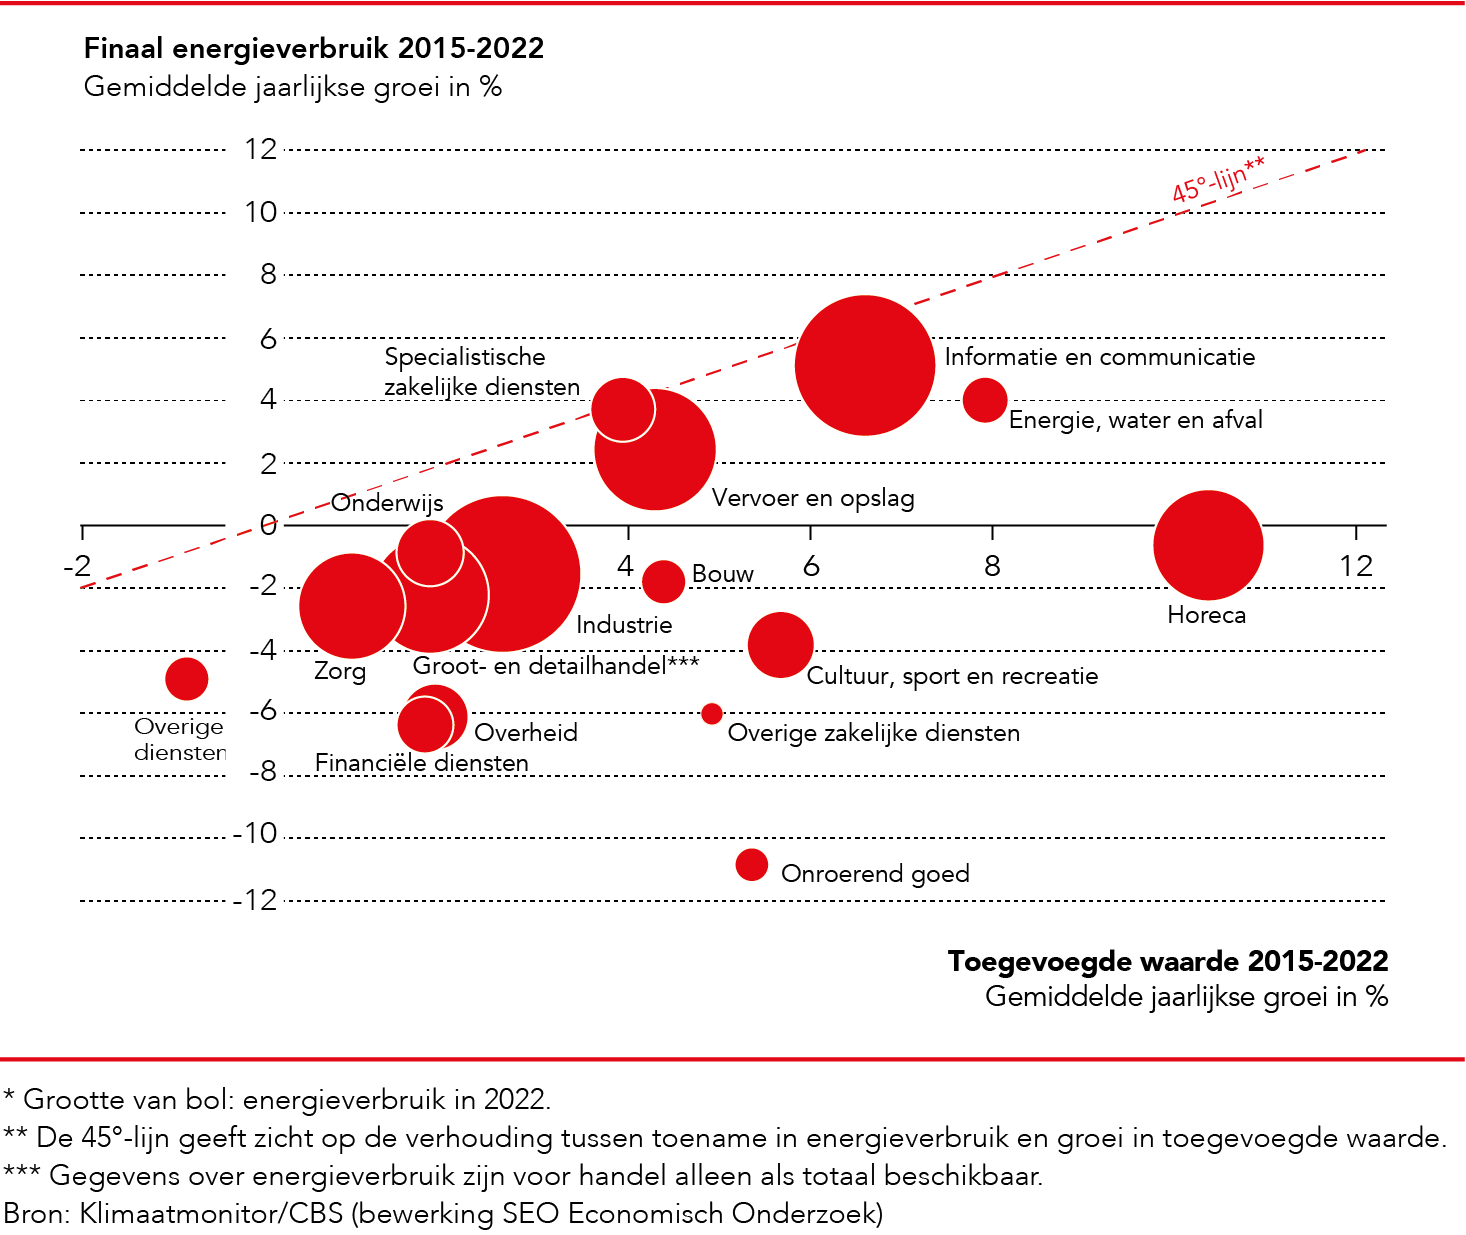 Finaal energieverbruik 2015-2022
Gemiddelde jaarlijkse groei in %
12
45°-lijn**
10
8
6
Specialistische
zakelijke diensten
Informatie en communicatie
4
Energie, water en afval
2
Vervoer en opslag
Onderwijs
0
-2
4
6
8
12
Bouw
-2
Horeca
Industrie
-4
Zorg
Groot- en detailhandel***
Cultuur, sport en recreatie
-6
Overige
diensten
Overheid
Overige zakelijke diensten
Financiële diensten
-8
-10
Onroerend goed
-12
Toegevoegde waarde 2015-2022
Gemiddelde jaarlijkse groei in %
* Grootte van bol: energieverbruik in 2022.
** De 45°-lijn geeft zicht op de verhouding tussen toename in energieverbruik en groei in toegevoegde waarde.
*** Gegevens over energieverbruik zijn voor handel alleen als totaal beschikbaar.
Bron: Klimaatmonitor/CBS (bewerking SEO Economisch Onderzoek)